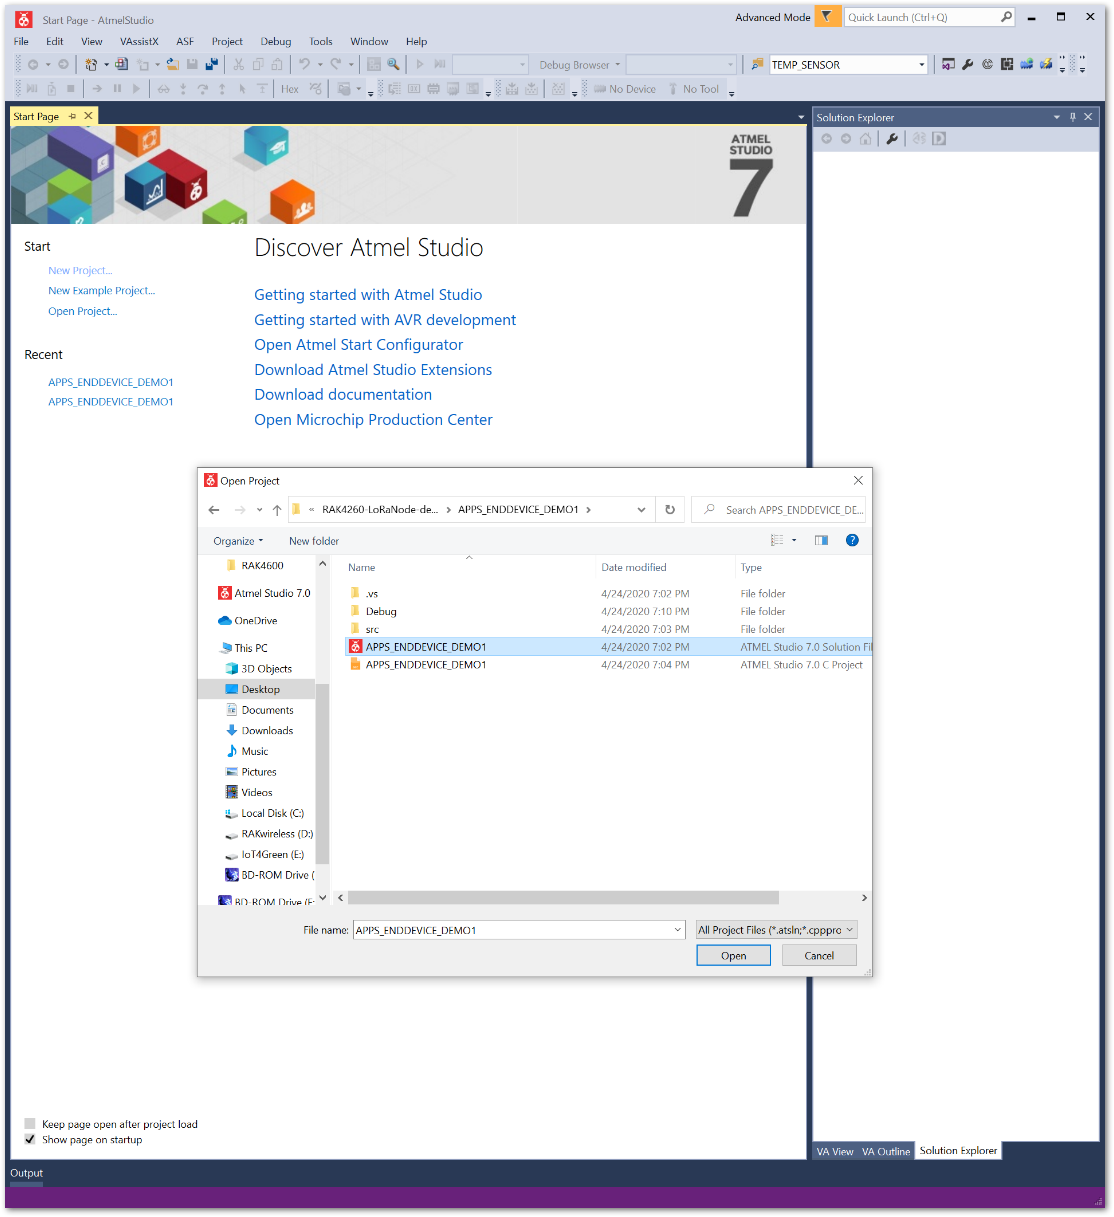 Start Page - AtmelStudio
Advanced Mode
Quick Launch (Ctrl+Q)
File Edit View VAssistX ASF Project Debug Tools Window Help
Debug Browser
TEMP_SENSOR
Hex
No Device
No Tool
Start Page
Solution Explorer
ATMEL
STUDIO
7
Start
New Project...
New Example Project...
Open Project...
Recent
APPS_ENDDEVICE_DEMO1
APPS_ENDDEVICE_DEMO1
Discover Atmel Studio
Getting started with Atmel Studio
Getting started with AVR development
Open Atmel Start Configurator
Download Atmel Studio Extensions
Download documentation
Open Microchip Production Center
Open Project
« RAK4260-LoRaNode-de... › APPS_ENDDEVICE_DEMO1 ›
Search APPS_ENDDEVICE_DE...
Organize
New folder
RAK4600
Atmel Studio 7.0
OneDrive
This PC
3D Objects
Desktop
Documents
Downloads
Music
Pictures
Videos
Local Disk (C:)
RAKwireless (D:)
IoT4Green (E:)
BD-ROM Drive (
BD-ROM Drive (F:
Name Date modified Type
.vs 4/24/2020 7:02 PM File folder
Debug 4/24/2020 7:10 PM File folder
src 4/24/2020 7:03 PM File folder
APPS_ENDDEVICE_DEMO1 4/24/2020 7:02 PM ATMEL Studio 7.0 Solution Fil
APPS_ENDDEVICE_DEMO1 4/24/2020 7:04 PM ATMEL Studio 7.0 C Project
File name: APPS_ENDDEVICE_DEMO1
All Project Files (*.atsln;*.cpppro
Open
Cancel
Keep page open after project load
Show page on startup
VA View VA Outline Solution Explorer
Output